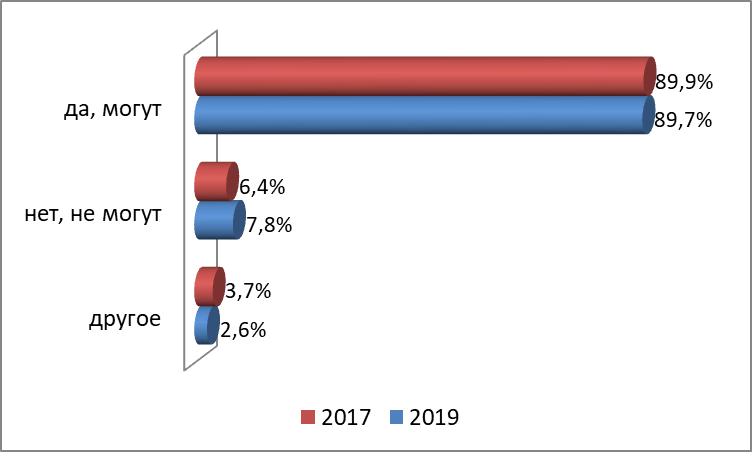 да, могут
89,9%
89,7%
нет, не могут
6,4%
7,8%
другое
3,7%
2,6%
2017 2019